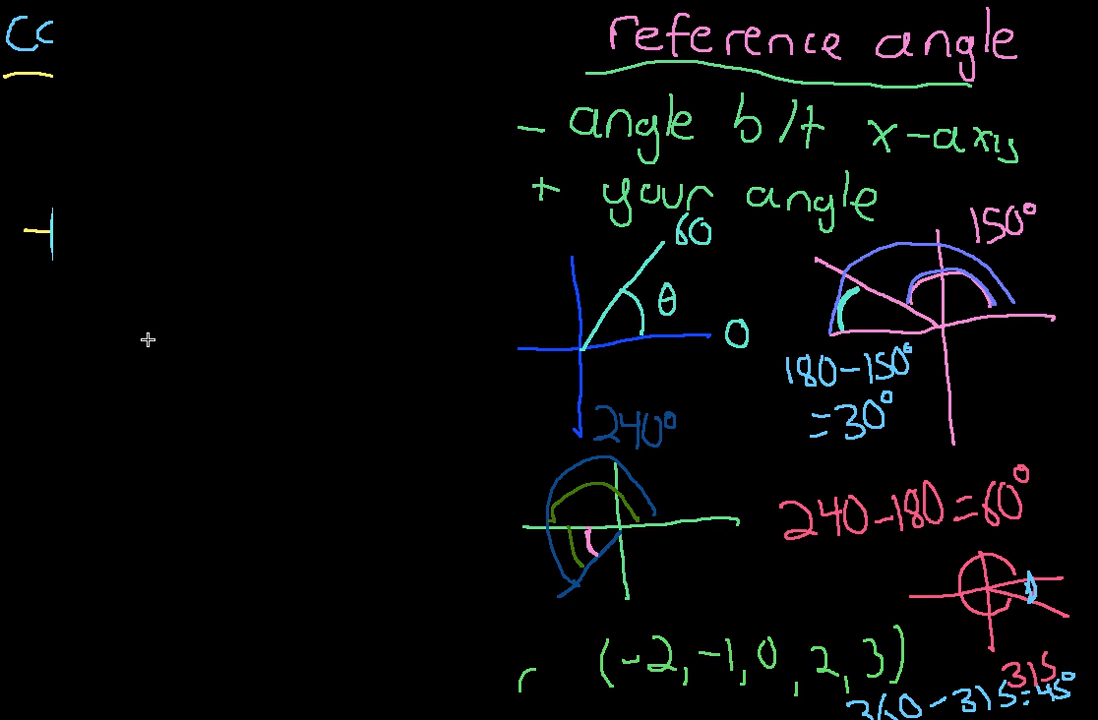 CC
reference angle
- angle b/t x-axis
+ your angle
60
θ
0
150°
180-150°
=30°
240°
240-180=60°
315
360-315=45°
(-2,-1,0,2,3)